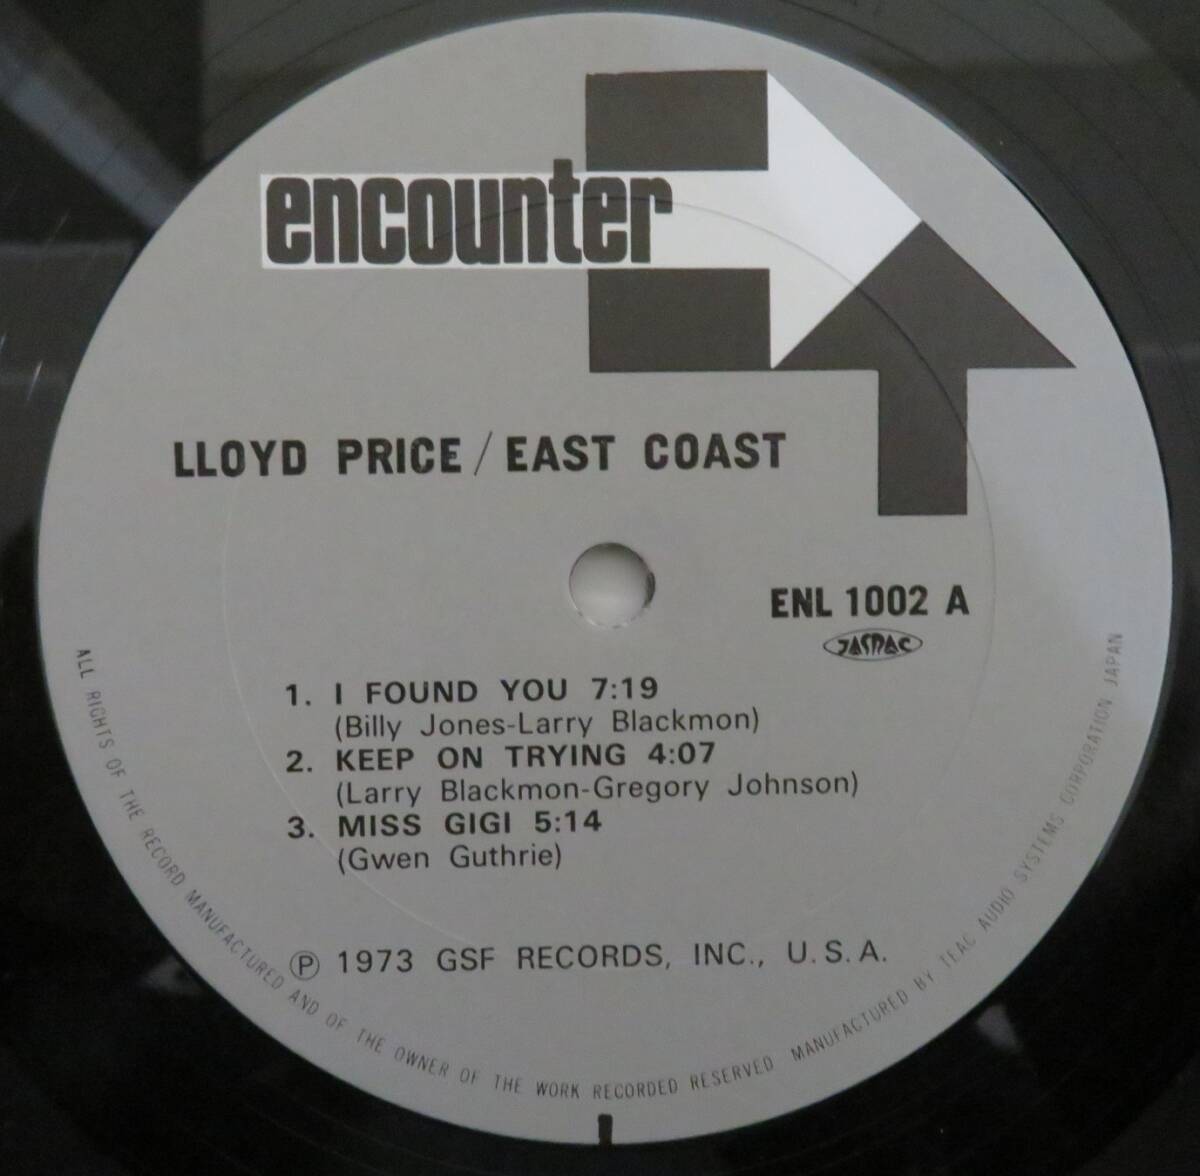 encounter
LLOYD PRICE / EAST COAST
ENL 1002 A
JASRAC
1. I FOUND YOU 7:19
(Billy Jones-Larry Blackmon)
2. KEEP ON TRYING 4:07
(Larry Blackmon-Gregory Johnson)
3. MISS GIGI 5:14
(Gwen Guthrie)
Ⓟ 1973 GSF RECORDS, INC., U.S.A.
ALL RIGHTS OF THE RECORD MANUFACTURED AND OF THE OWNER OF THE WORK RECORDED RESERVED MANUFACTURED BY TEAC AUDIO SYSTEMS CORPORATION JAPAN